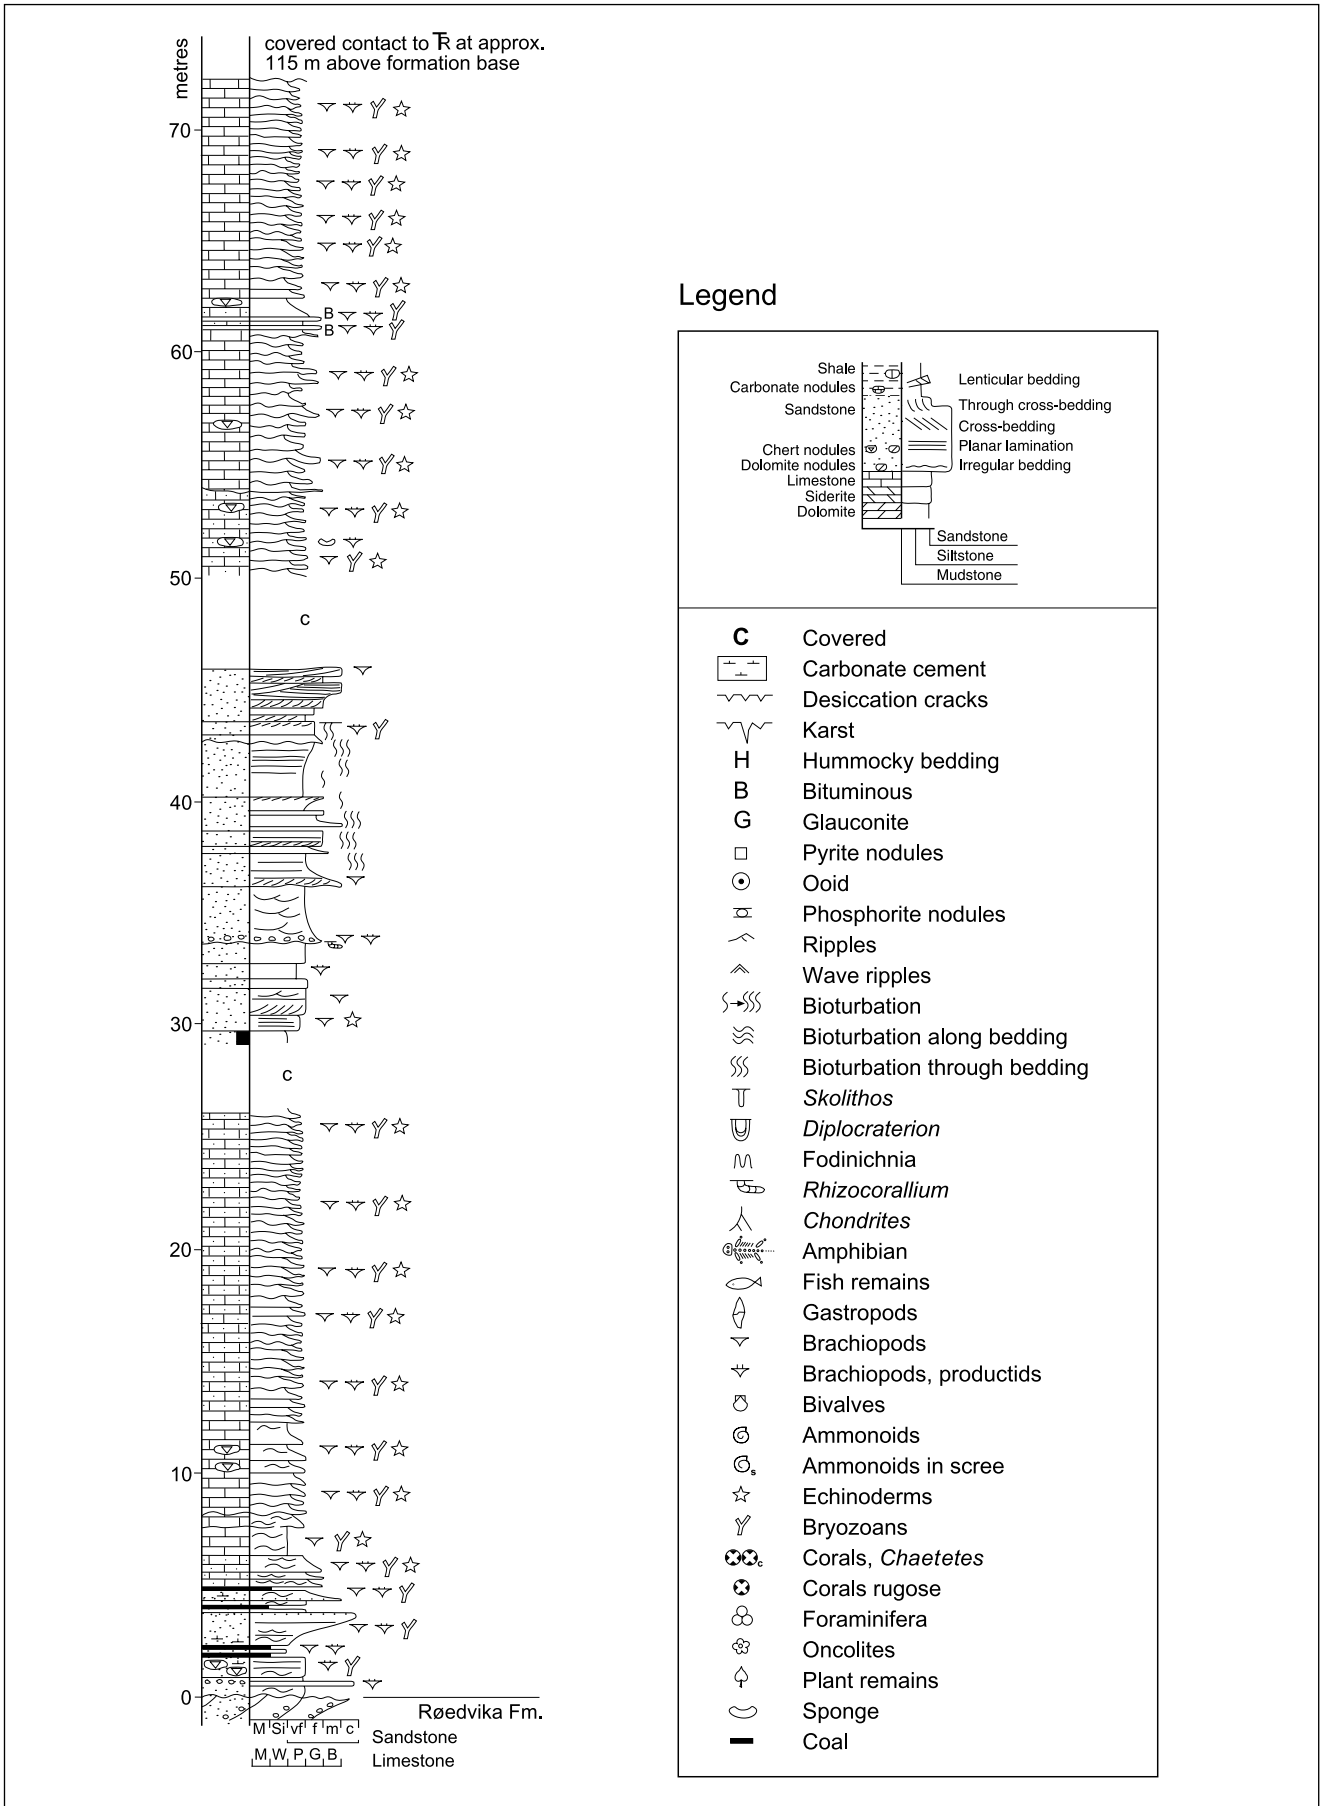 metres
covered contact to TR at approx.
115 m above formation base
70
B
B
60
50
c
40
30
c
20
10
0
Røedvika Fm.
M Si vf f m c
Sandstone
M W P G B
Limestone
Legend
Shale
Carbonate nodules
Sandstone
Chert nodules
Dolomite nodules
Limestone
Siderite
Dolomite
Lenticular bedding
Through cross-bedding
Cross-bedding
Planar lamination
Irregular bedding
Sandstone
Siltstone
Mudstone
C Covered
Carbonate cement
Desiccation cracks
Karst
H Hummocky bedding
B Bituminous
G Glauconite
Pyrite nodules
Ooid
Phosphorite nodules
Ripples
Wave ripples
Bioturbation
Bioturbation along bedding
Bioturbation through bedding
Skolithos
Diplocraterion
Fodinichnia
Rhizocorallium
Chondrites
Amphibian
Fish remains
Gastropods
Brachiopods
Brachiopods, productids
Bivalves
Ammonoids
s Ammonoids in scree
Echinoderms
Bryozoans
c Corals, Chaetetes
Corals rugose
Foraminifera
Oncolites
Plant remains
Sponge
Coal